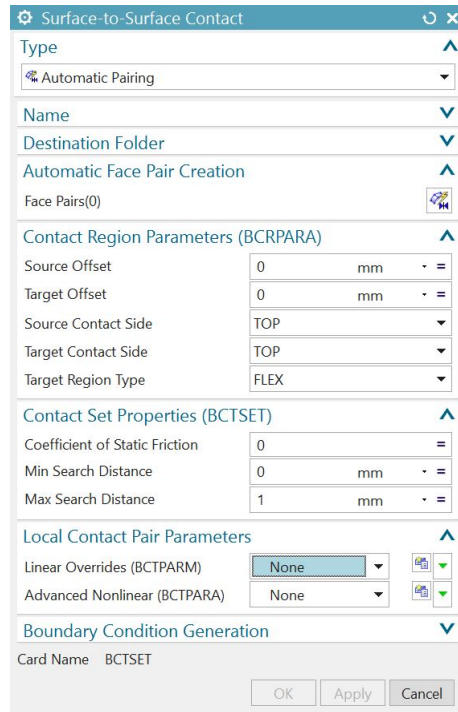 Surface-to-Surface Contact
Type
Automatic Pairing
Name
Destination Folder
Automatic Face Pair Creation
Face Pairs(0)
Contact Region Parameters (BCRPARA)
Source Offset 0 mm =
Target Offset 0 mm =
Source Contact Side TOP
Target Contact Side TOP
Target Region Type FLEX
Contact Set Properties (BCTSET)
Coefficient of Static Friction 0 =
Min Search Distance 0 mm =
Max Search Distance 1 mm =
Local Contact Pair Parameters
Linear Overrides (BCTPARM) None
Advanced Nonlinear (BCTPARA) None
Boundary Condition Generation
Card Name BCTSET
OK Apply Cancel